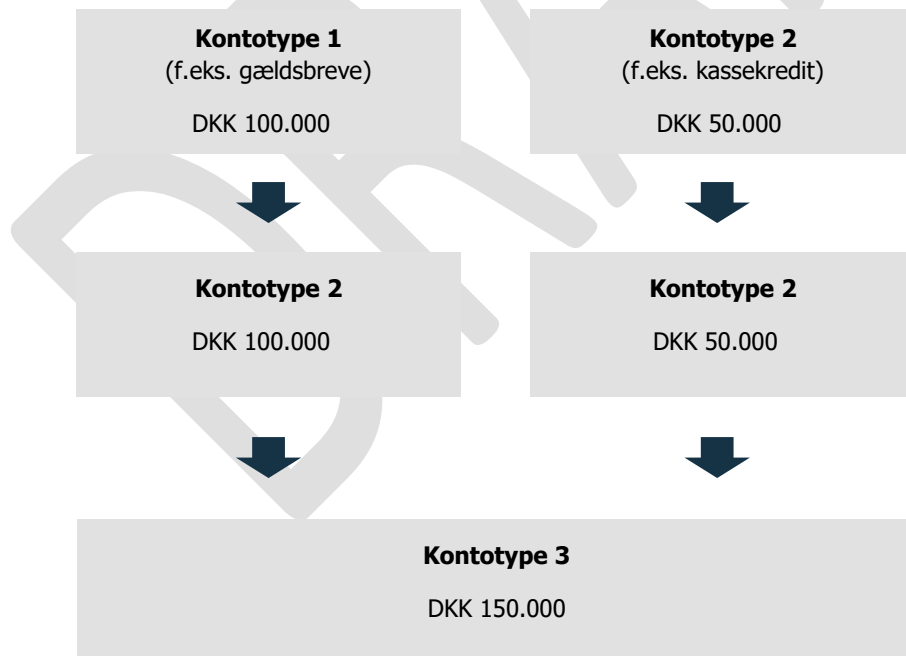 Kontotype 1
(f.eks. gældsbreve)
DKK 100.000
Kontotype 2
(f.eks. kassekredit)
DKK 50.000
Kontotype 2
DKK 100.000
Kontotype 2
DKK 50.000
Kontotype 3
DKK 150.000